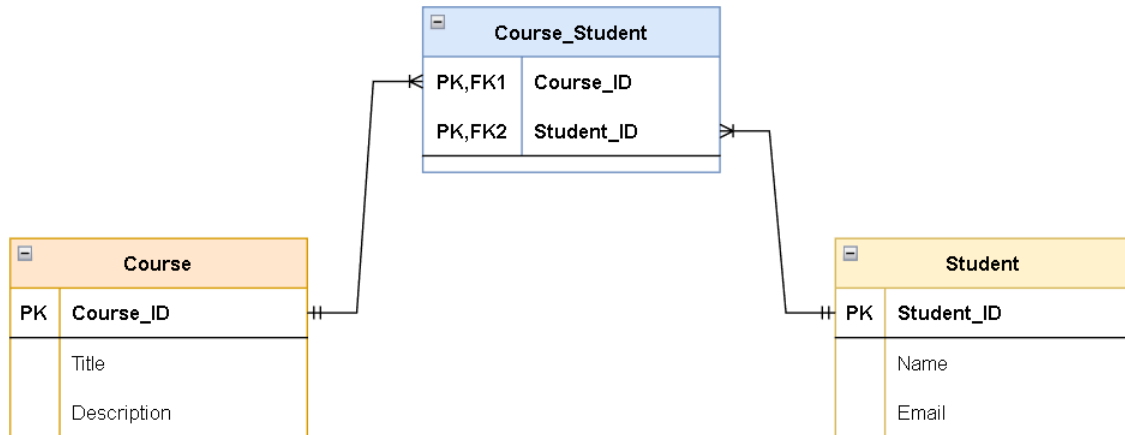 Course_Student
PK,FK1 Course_ID
PK,FK2 Student_ID
Course
PK Course_ID
Title
Description
Student
PK Student_ID
Name
Email